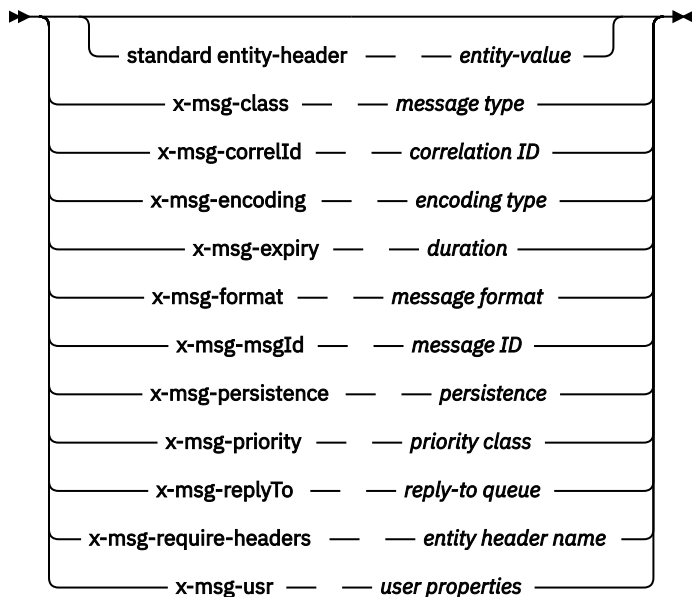 standard entity-header entity-value
x-msg-class message type
x-msg-correlId correlation ID
x-msg-encoding encoding type
x-msg-expiry duration
x-msg-format message format
x-msg-msgId message ID
x-msg-persistence persistence
x-msg-priority priority class
x-msg-replyTo reply-to queue
x-msg-require-headers entity header name
x-msg-usr user properties